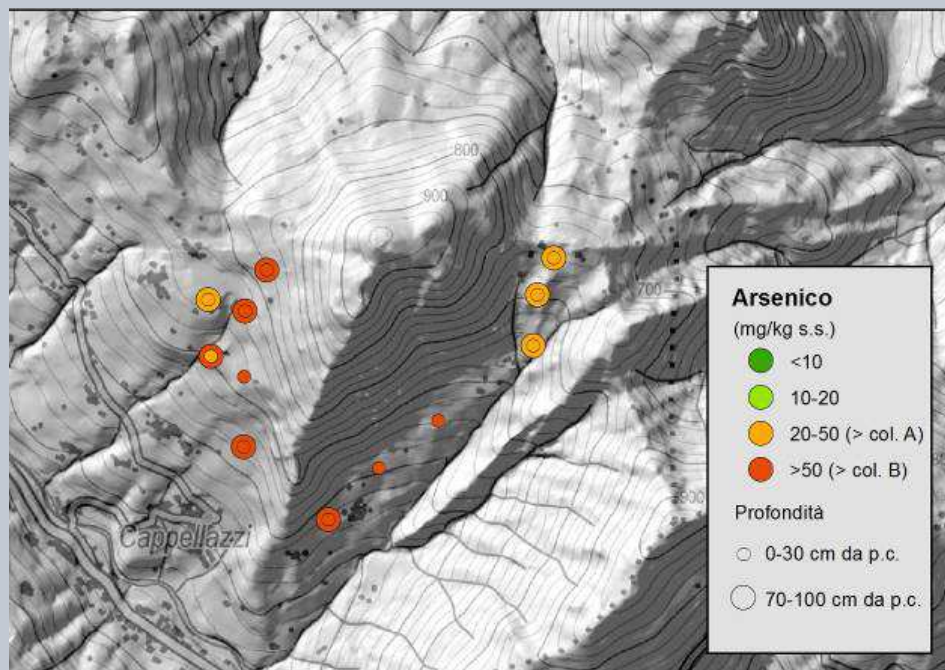 800
900
700
Arsenico
(mg/kg s.s.)
<10
10-20
20-50 (> col. A)
>50 (> col. B)
900
Profondità
0-30 cm da p.c.
Cappellazzi
70-100 cm da p.c.